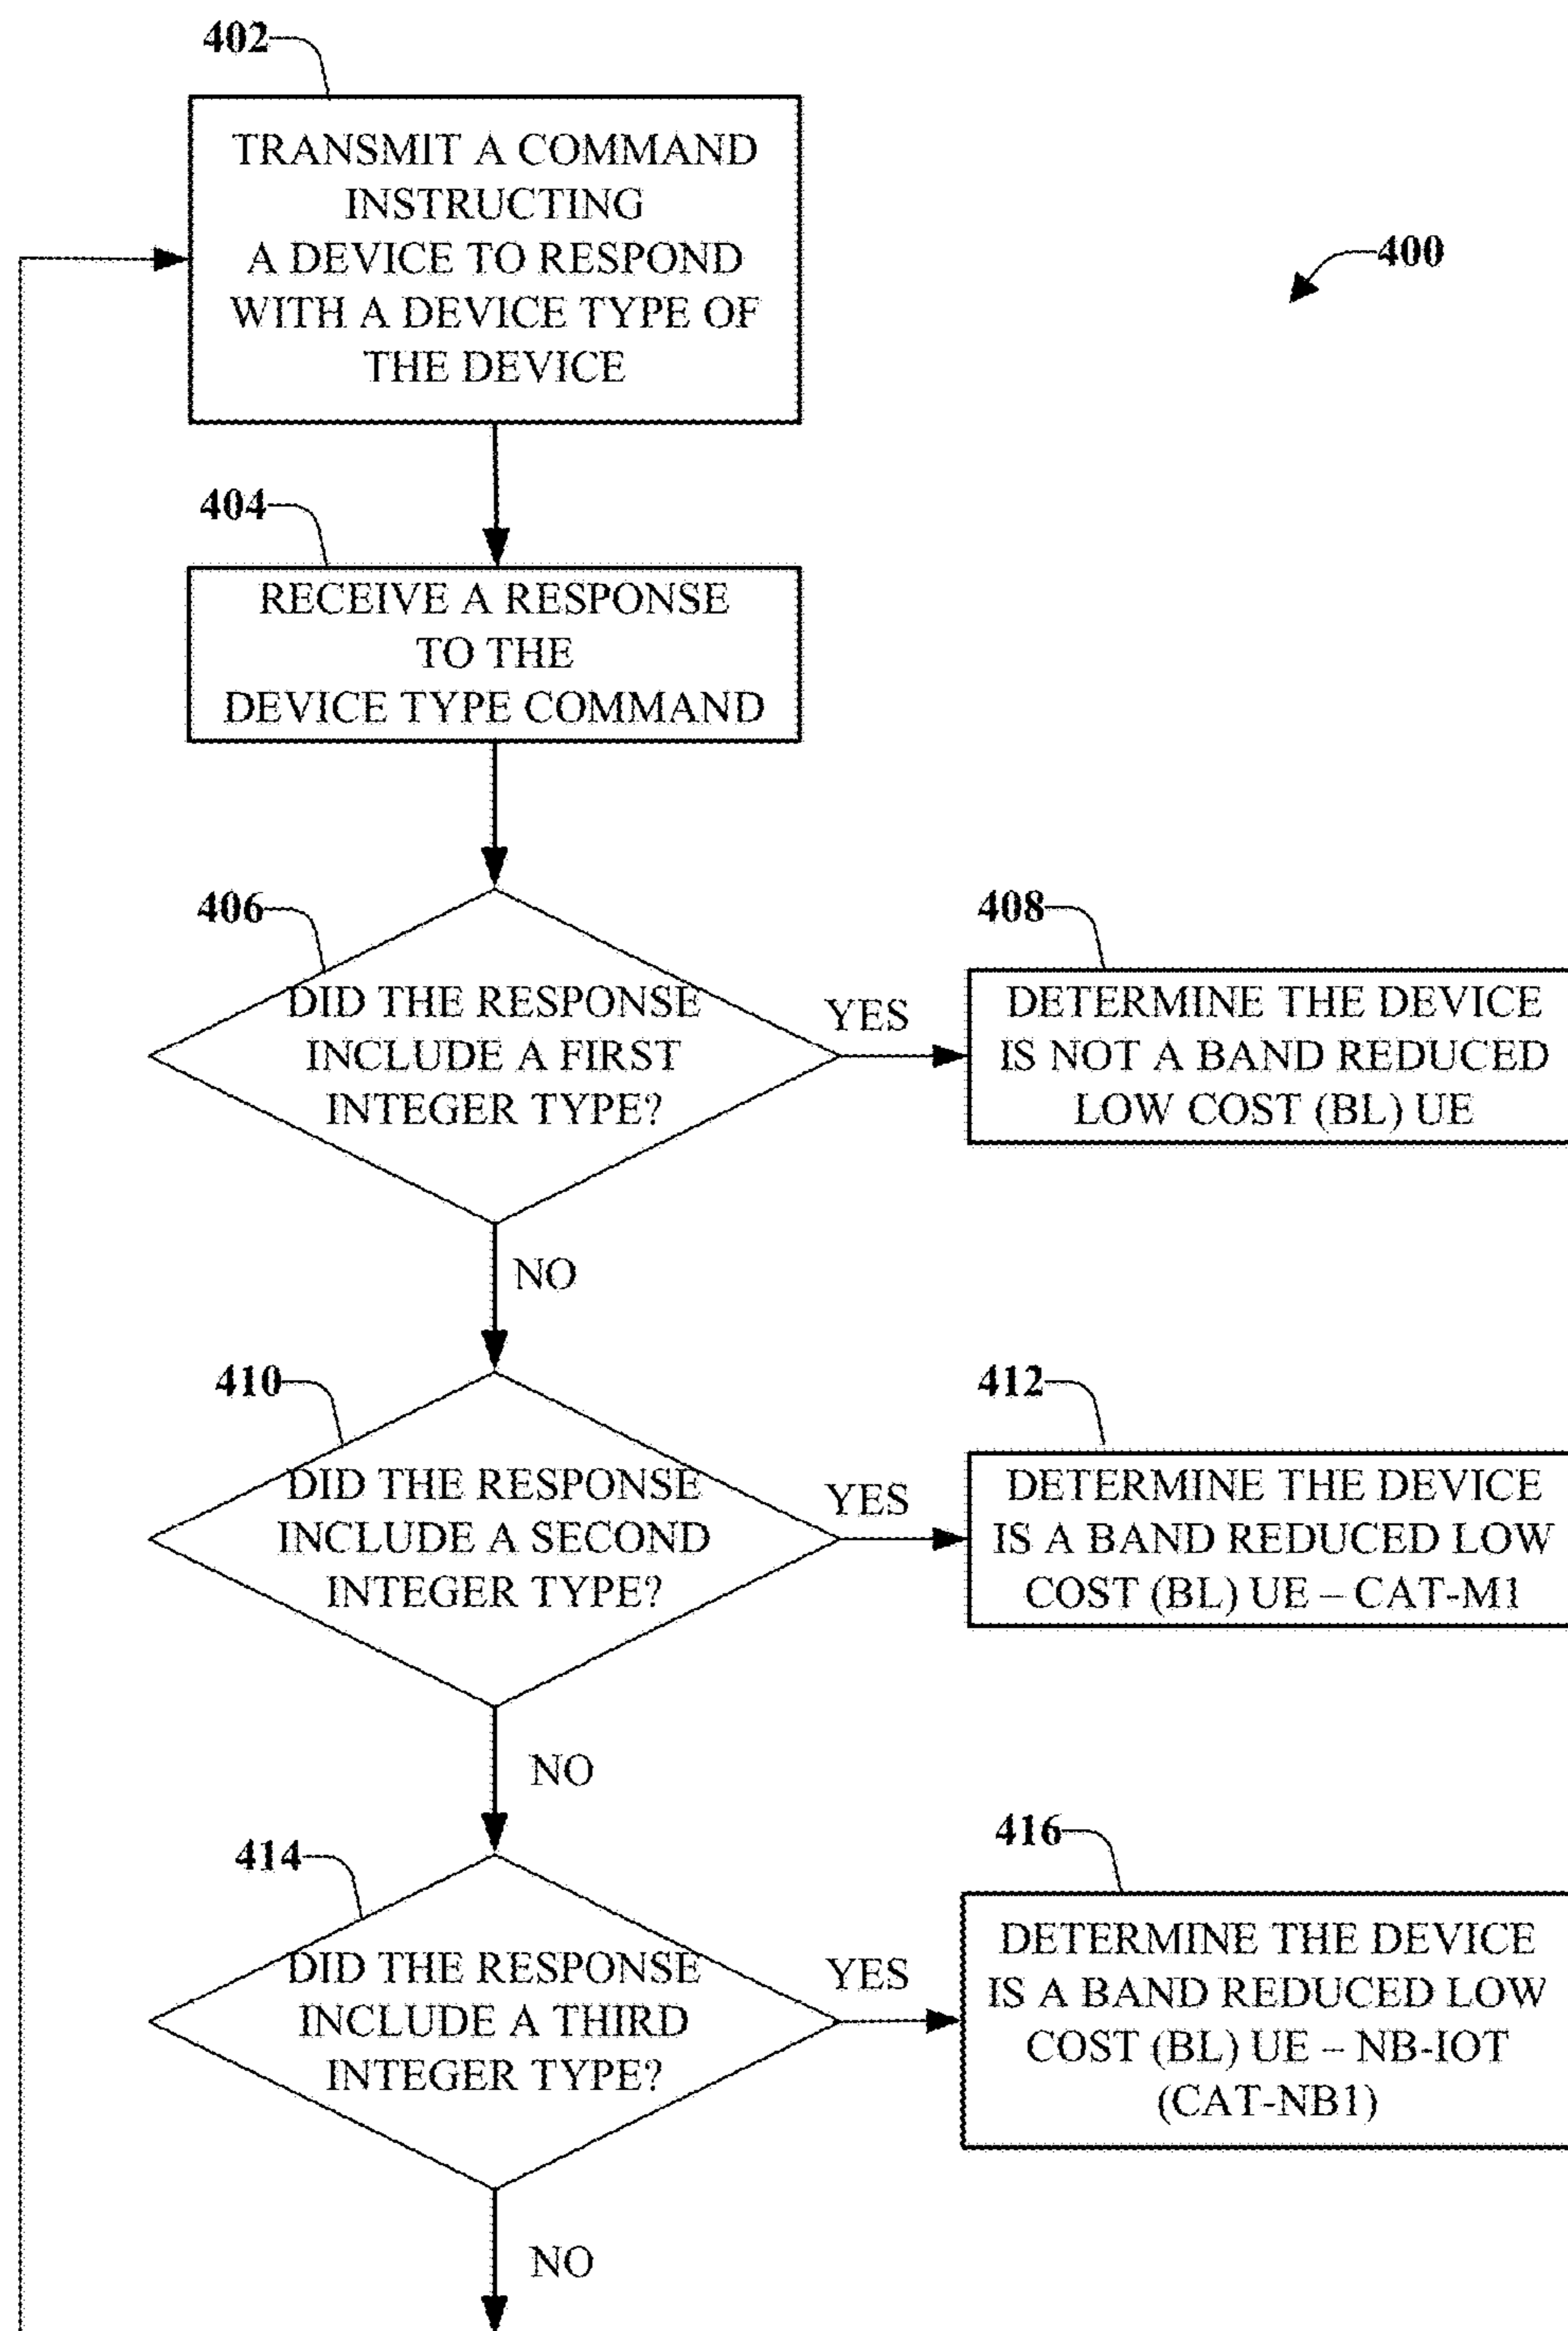 402
TRANSMIT A COMMAND
INSTRUCTING
A DEVICE TO RESPOND
WITH A DEVICE TYPE OF
THE DEVICE
400
404
RECEIVE A RESPONSE
TO THE
DEVICE TYPE COMMAND
406
DID THE RESPONSE
INCLUDE A FIRST
INTEGER TYPE?
YES
408
DETERMINE THE DEVICE
IS NOT A BAND REDUCED
LOW COST (BL) UE
NO
410
DID THE RESPONSE
INCLUDE A SECOND
INTEGER TYPE?
YES
412
DETERMINE THE DEVICE
IS A BAND REDUCED LOW
COST (BL) UE – CAT-M1
NO
414
DID THE RESPONSE
INCLUDE A THIRD
INTEGER TYPE?
YES
416
DETERMINE THE DEVICE
IS A BAND REDUCED LOW
COST (BL) UE – NB-IOT
(CAT-NB1)
NO